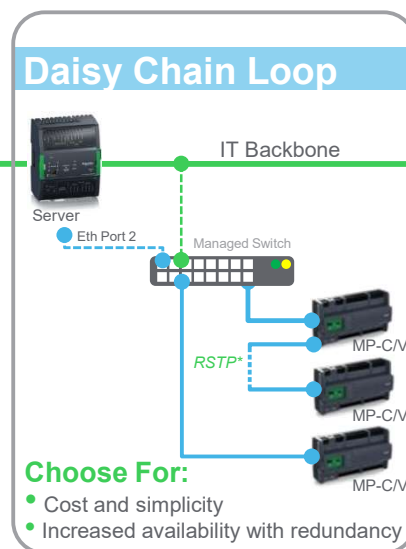 Daisy Chain Loop
IT Backbone
Server
Eth Port 2
Managed Switch
MP-C/V
RSTP*
MP-C/V
MP-C/V
Choose For:
• Cost and simplicity
• Increased availability with redundancy